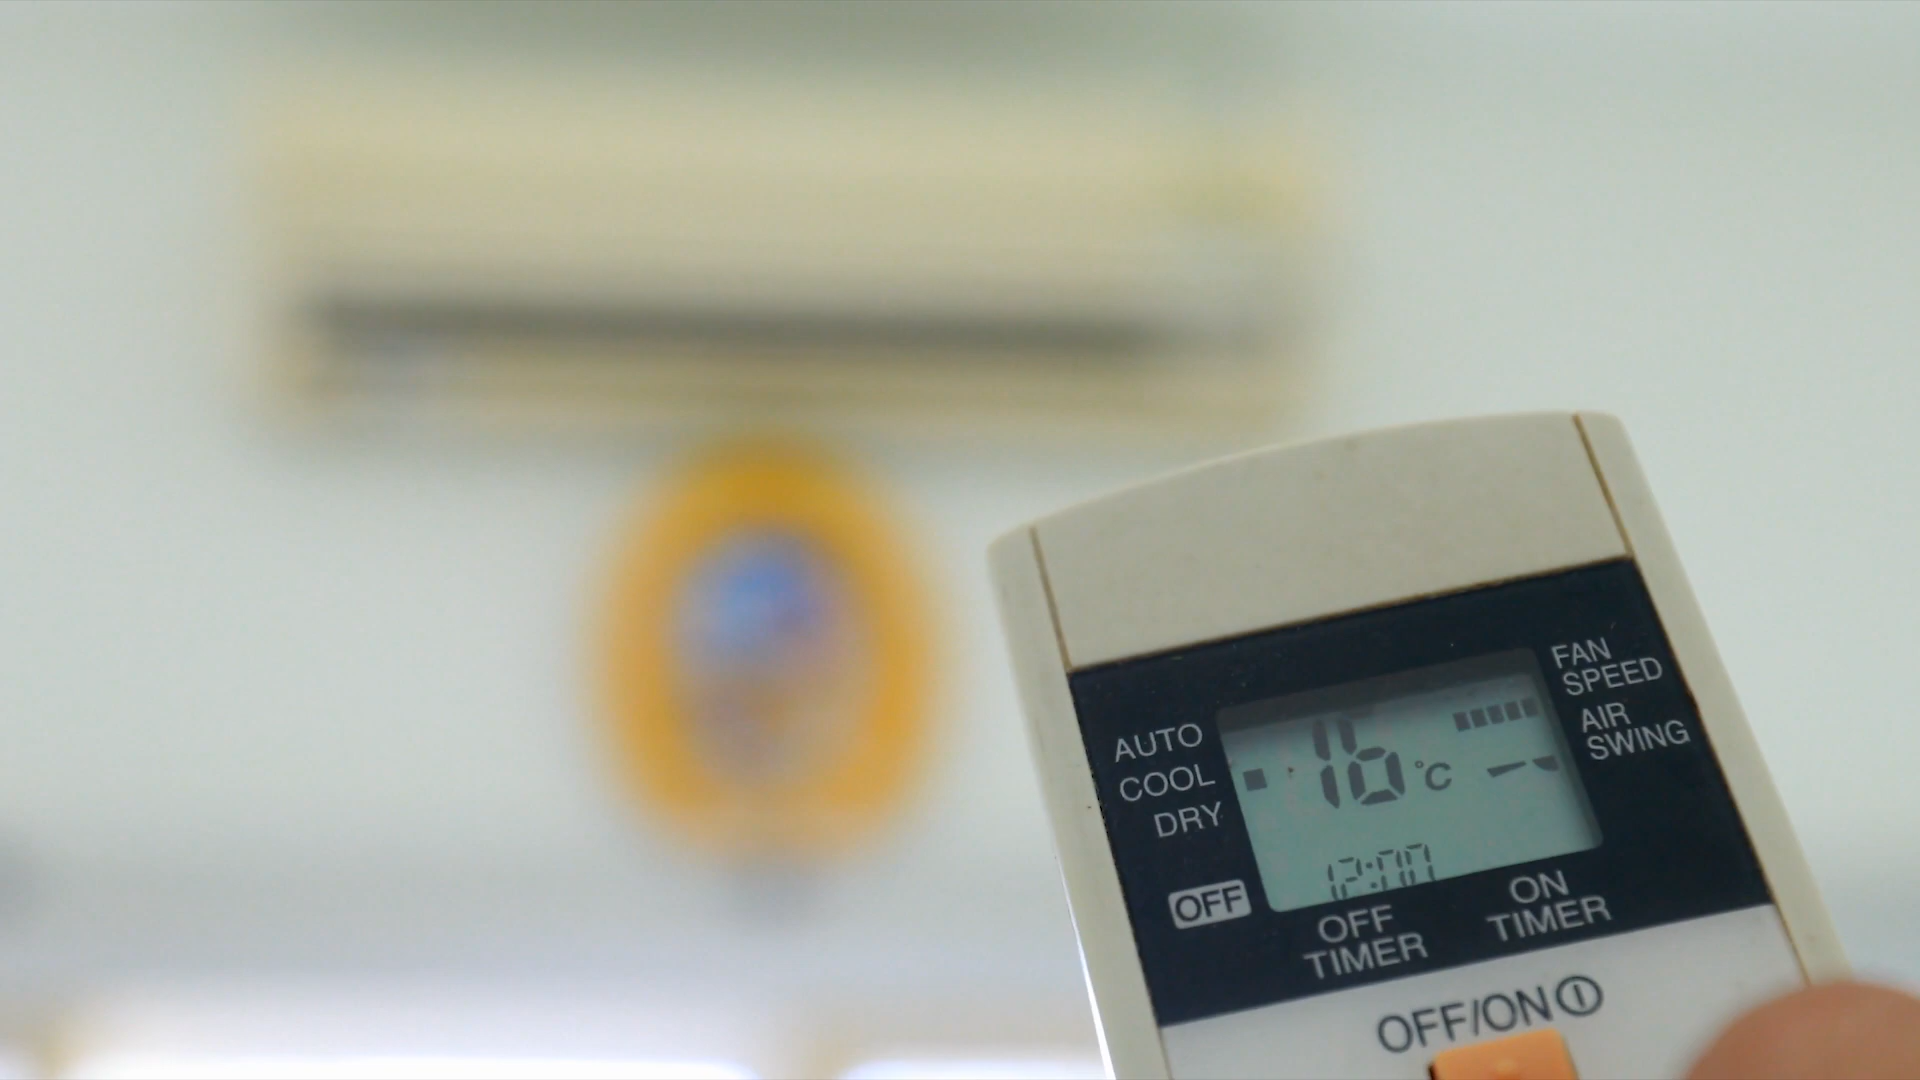 FAN
SPEED
AIR
SWING
AUTO
COOL
DRY
16°C
12:00
OFF
OFF
TIMER
ON
TIMER
OFF/ON